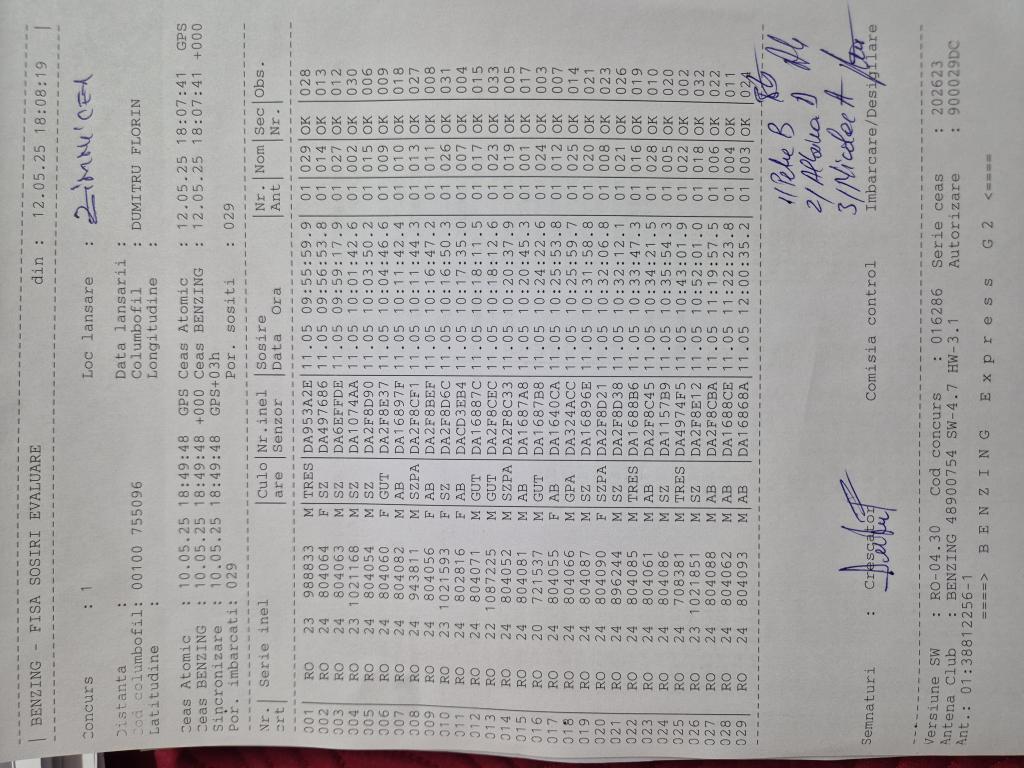 | BENZING - FISA SOSIRI EVALUARE din : 12.05.25 18:08:19 |
Concurs : 1 Loc lansare : ZIMNICEA
Distanta : Data lansarii :
Cod columbofil: 00100 755096 Columbofil : DUMITRU FLORIN
Latitudine : Longitudine :
Ceas Atomic : 10.05.25 18:49:48 GPS Ceas Atomic : 12.05.25 18:07:41 GPS
Ceas BENZING : 10.05.25 18:49:48 +000 Ceas BENZING : 12.05.25 18:07:41 +000
Sincronizare : 10.05.25 18:49:48 GPS+03h
Por. imbarcati: 029 Por. sositi : 029
Nr.| Serie inel |Culo|Nr.inel |Sosire |Nr. |Nom|Sec|Obs.
crt| |are |Senzor |Data Ora |Ant | |Nr.|
001 | RO 23 98833 M|TRES|DA953A2E|11.05 09:55:59.9|01 |029|OK |028
002 | RO 24 804064 F|SZ |DA497686|11.05 09:56:53.8|01 |014|OK |013
003 | RO 24 804063 M|SZ |DA6EFFDE|11.05 09:59:17.9|01 |027|OK |012
004 | RO 23 1021168 M|SZ |DA1074AA|11.05 10:01:42.6|01 |002|OK |030
005 | RO 24 804054 M|SZ |DA2F8D90|11.05 10:03:50.2|01 |015|OK |006
006 | RO 24 804060 F|GUT |DA2F8E37|11.05 10:04:46.6|01 |009|OK |009
007 | RO 24 804082 M|AB |DA16897F|11.05 10:11:42.4|01 |010|OK |018
008 | RO 24 943811 M|SZPA|DA2F8CF1|11.05 10:11:44.3|01 |013|OK |027
009 | RO 24 804056 F|AB |DA2F8BEF|11.05 10:16:47.2|01 |011|OK |008
010 | RO 23 1021593 F|SZ |DA2F8D6C|11.05 10:16:50.3|01 |026|OK |031
011 | RO 24 802816 F|AB |DACD3EB4|11.05 10:17:35.0|01 |007|OK |004
012 | RO 24 804071 M|GUT |DA16887C|11.05 10:18:11.5|01 |017|OK |015
013 | RO 22 1087225 M|GUT |DA2F8CEC|11.05 10:18:12.6|01 |023|OK |033
014 | RO 24 804052 M|SZPA|DA2F8C33|11.05 10:20:37.9|01 |019|OK |005
015 | RO 24 804081 M|AB |DA1687A8|11.05 10:20:45.3|01 |001|OK |017
016 | RO 20 721537 M|GUT |DA1687B8|11.05 10:24:22.6|01 |024|OK |003
017 | RO 24 804055 F|AB |DA1640CA|11.05 10:25:53.8|01 |012|OK |007
018 | RO 24 804066 M|GPA |DA324ACC|11.05 10:25:59.7|01 |025|OK |014
019 | RO 24 804087 M|SZ |DA16896E|11.05 10:31:58.8|01 |020|OK |021
020 | RO 24 804090 F|SZPA|DA2F8D21|11.05 10:32:06.8|01 |008|OK |023
021 | RO 24 896244 M|SZ |DA2F8D38|11.05 10:32:12.1|01 |021|OK |026
022 | RO 24 804085 M|TRES|DA1688B6|11.05 10:33:47.3|01 |016|OK |019
023 | RO 24 804061 M|AB |DA2F8C45|11.05 10:34:21.5|01 |028|OK |010
024 | RO 24 804086 M|SZ |DA1157B9|11.05 10:35:54.3|01 |005|OK |020
025 | RO 24 708381 M|TRES|DA4974F5|11.05 10:43:01.9|01 |022|OK |002
026 | RO 23 1021851 M|SZ |DA2F8E12|11.05 10:52:01.0|01 |018|OK |032
027 | RO 24 804088 M|AB |DA2F8CBA|11.05 11:19:07.5|01 |006|OK |022
028 | RO 24 804042 M|AB |DA1688CE|11.05 11:22:23.8|01 |004|OK |011
029 | RO 24 804093 M|AB |DA16868A|11.05 12:00:35.2|01 |003|OK |024
1) Petre B
2)
3) Nicolae A
Semnaturi : Crescator Comisia control Imbarcare/Desigilare
Versiune SW : RO-04.30 Cod concurs : 016286 Serie ceas : 202623
Antena Club : BENZING 48900754 SW-4.7 HW-3.1 Autorizare : 900029DC
Ant.: 01:38812256-1
====> B E N Z I N G E x p r e s s G 2 <====